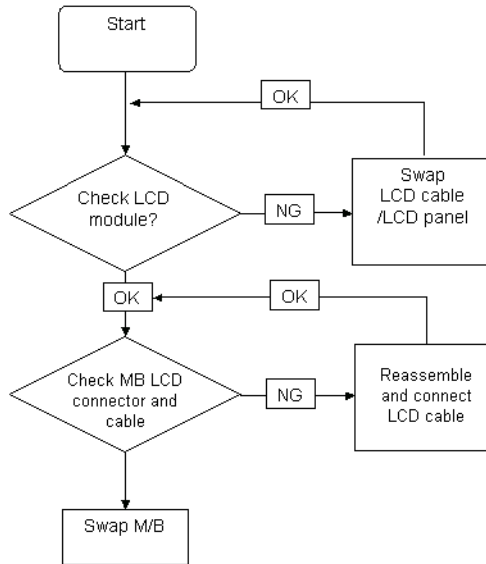 Start
OK
Check LCD
module?
NG
Swap
LCD cable
/LCD panel
OK
OK
Check MB LCD
connector and
cable
NG
Reassemble
and connect
LCD cable
Swap M/B